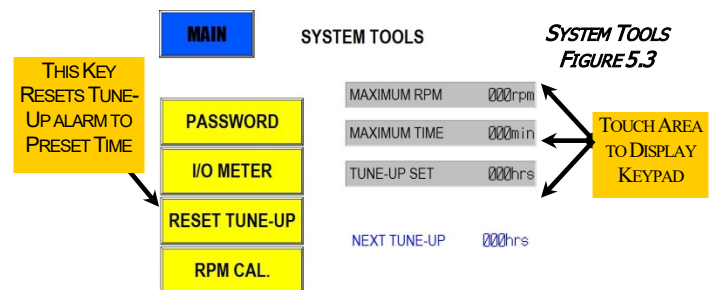 MAIN
SYSTEM TOOLS
SYSTEM TOOLS
FIGURE 5.3
THIS KEY
RESETS TUNE-
UP ALARM TO
PRESET TIME
PASSWORD
I/O METER
RESET TUNE-UP
RPM CAL.
MAXIMUM RPM 000rpm
MAXIMUM TIME 000min
TUNE-UP SET 000hrs
NEXT TUNE-UP 000hrs
TOUCH AREA
TO DISPLAY
KEYPAD